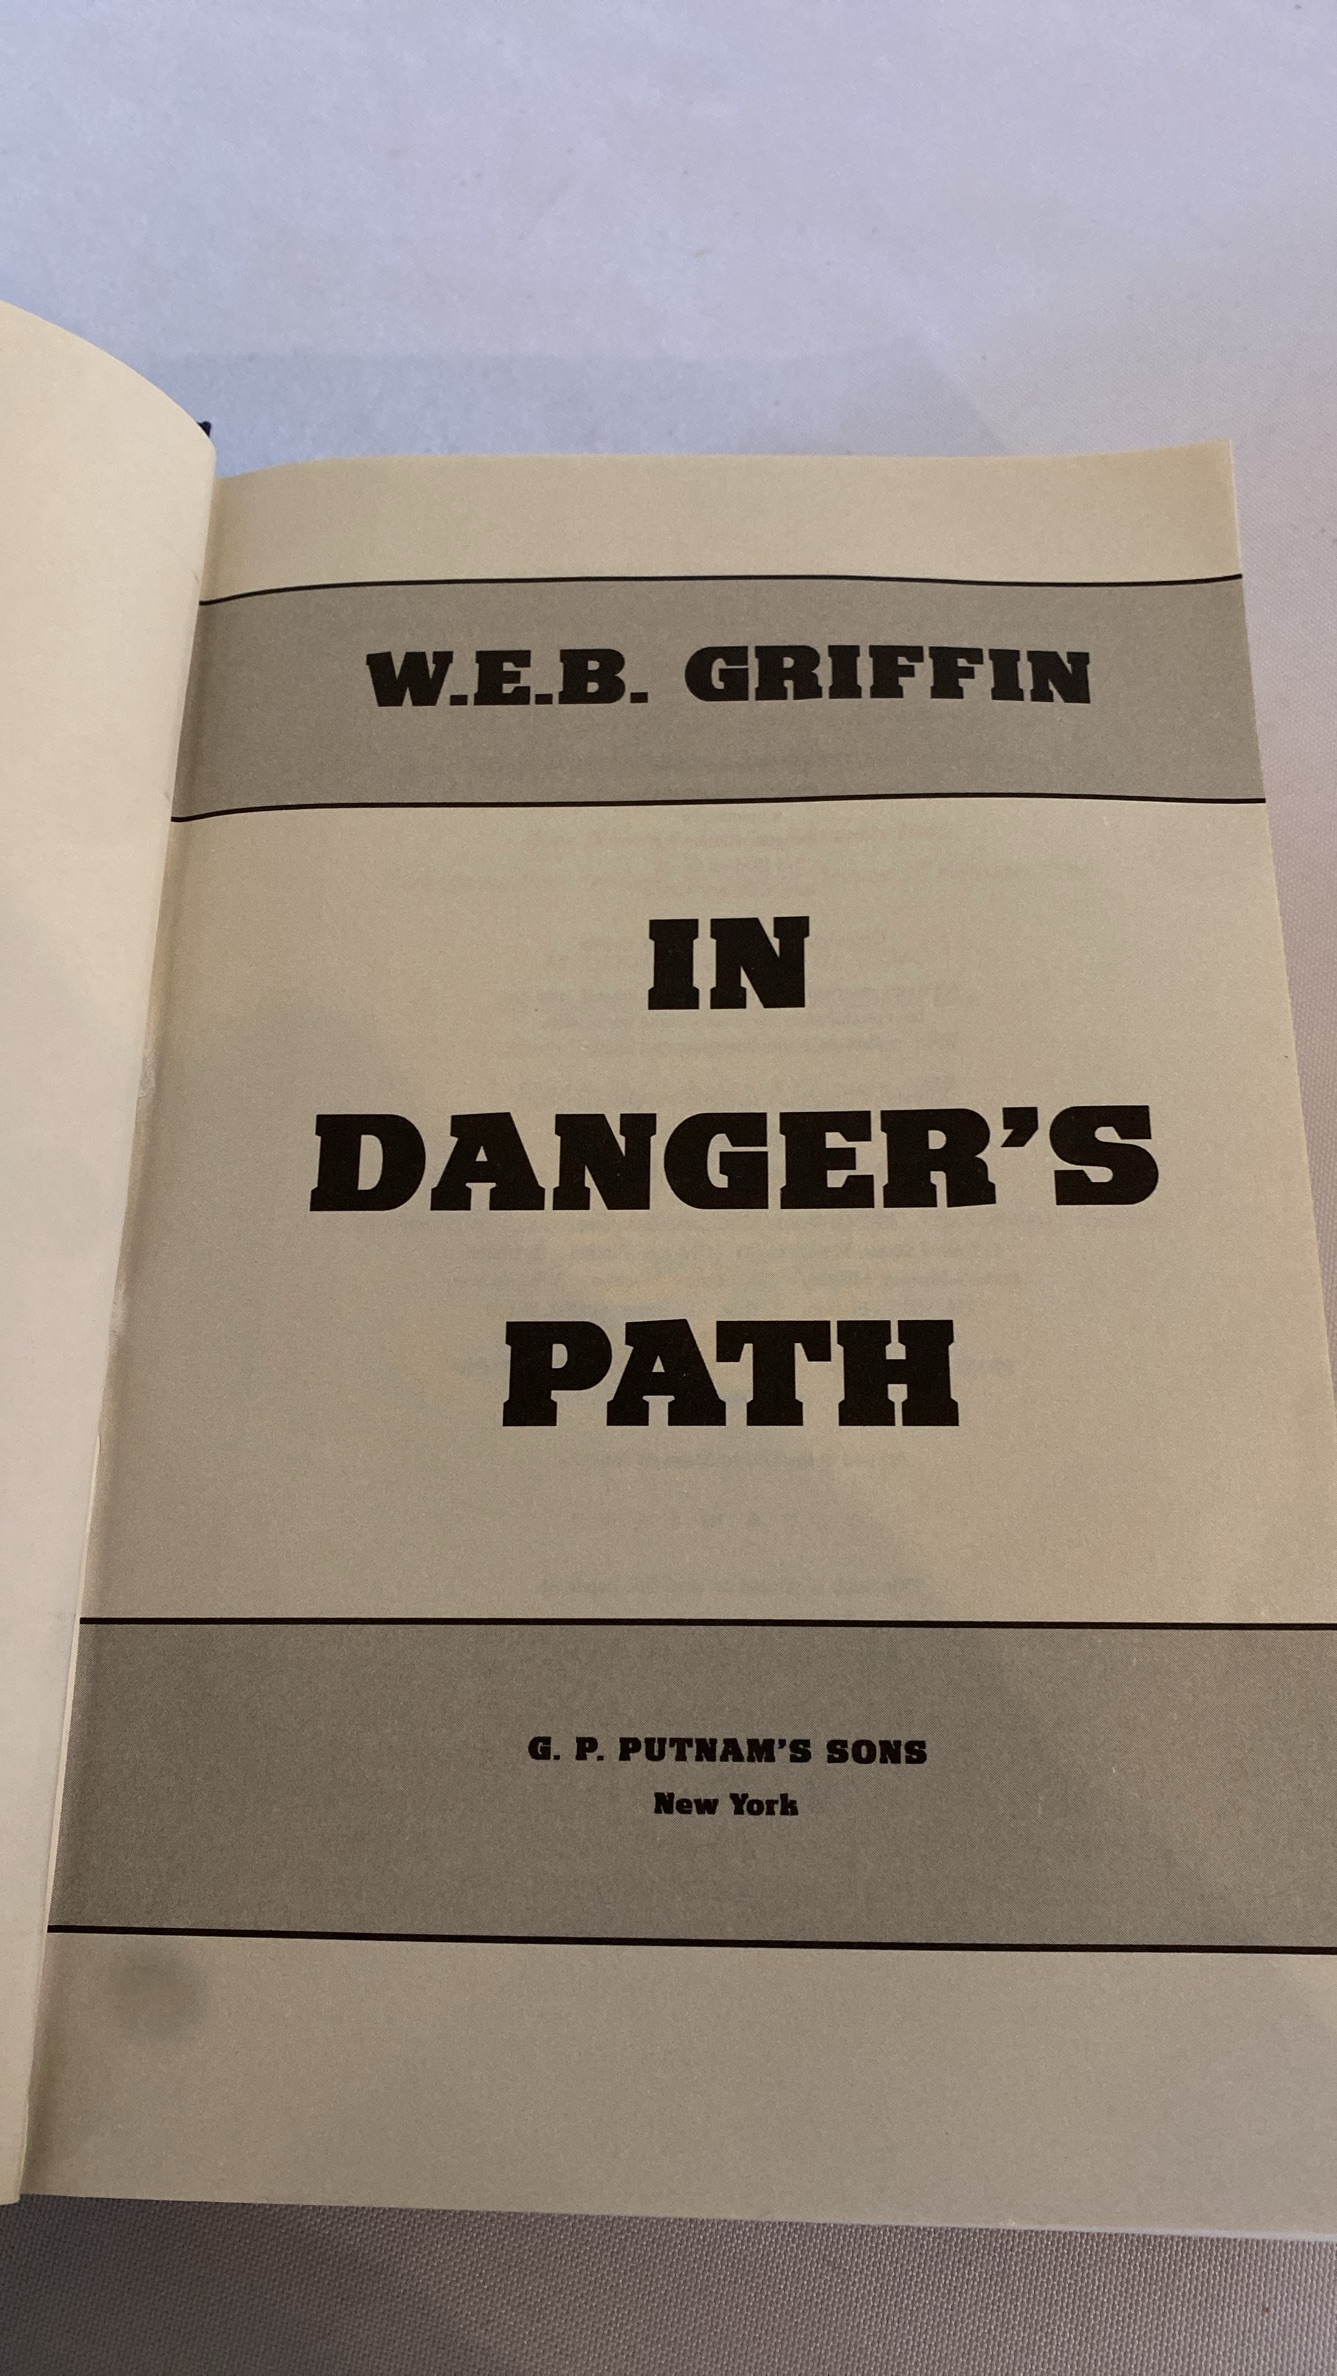 W.E.B. GRIFFIN
IN
DANGER'S
PATH
G. P. PUTNAM'S SONS
New York